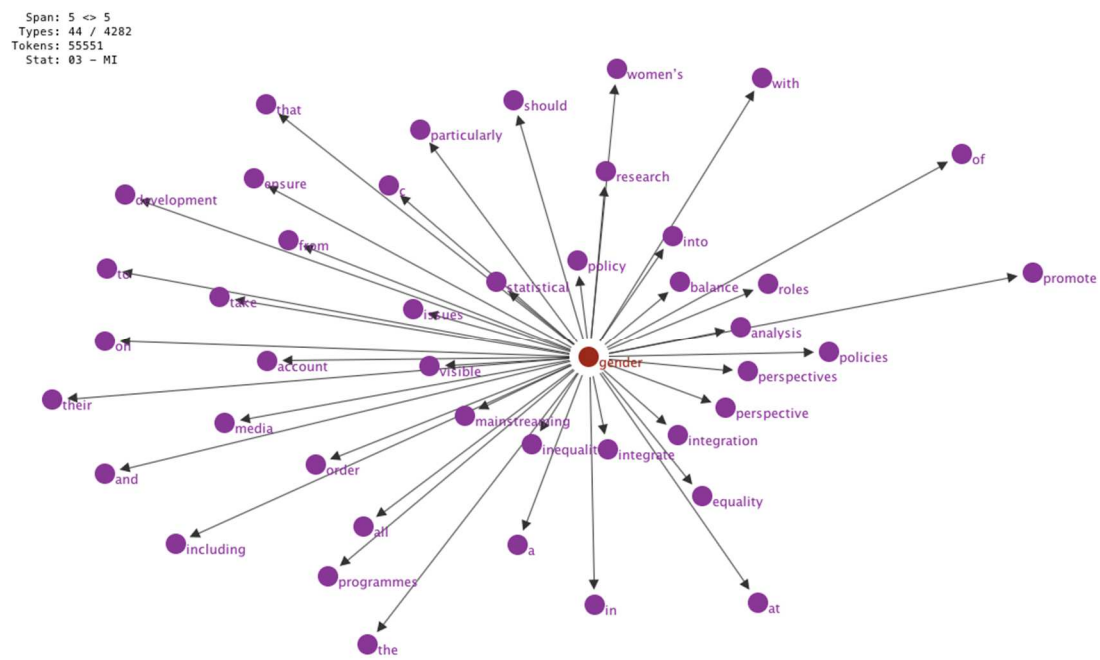 Span: 5 <> 5
Types: 44 / 4282
Tokens: 55551
Stat: 03 - MI
women's
with
that
should
particularly
of
research
ensure
c
development
from
into
policy
to
statistical
balance
roles
promote
take
issues
analysis
on
account
visible
gender
policies
perspectives
their
media
mainstreaming
perspective
inequality
integrate
integration
order
and
equality
all
including
a
programmes
in
at
the